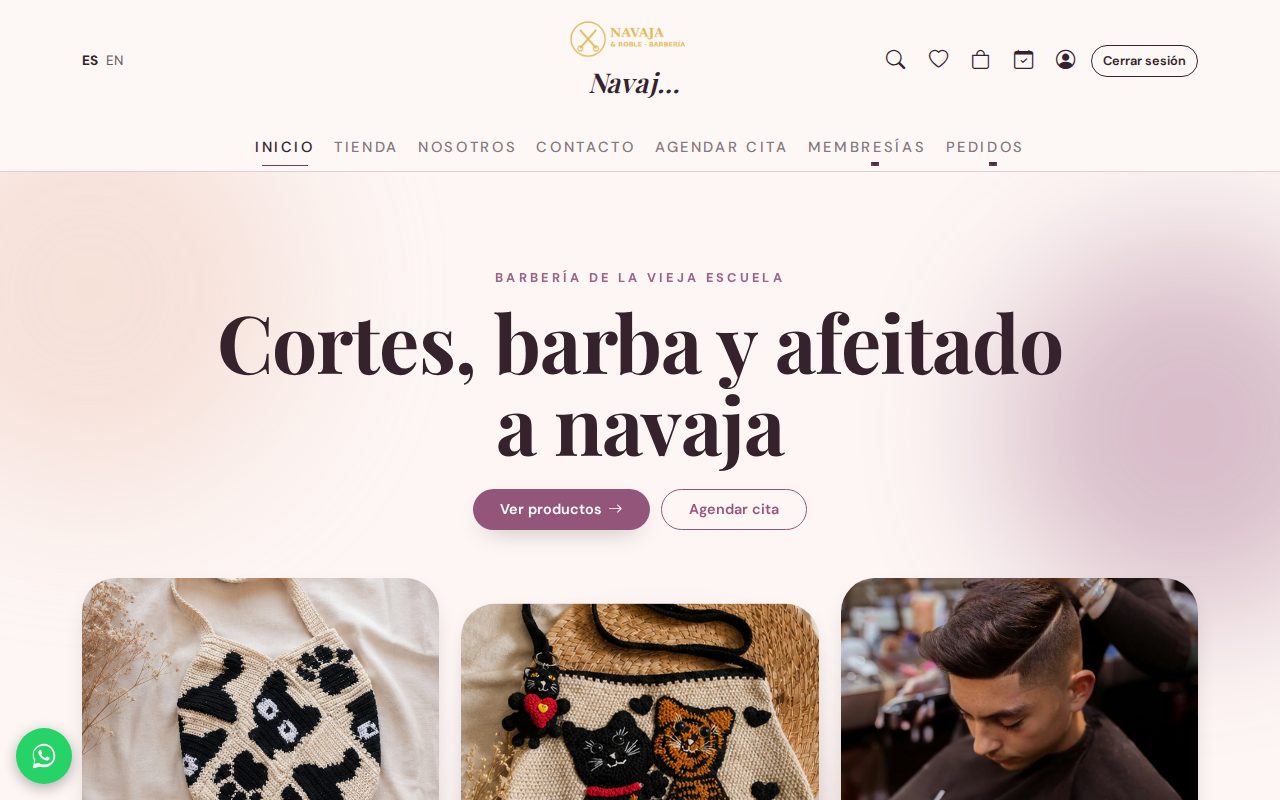 ES EN
NAVAJA
& ROBLE · BARBERÍA
Navaj...
Cerrar sesión
INICIO TIENDA NOSOTROS CONTACTO AGENDAR CITA MEMBRESÍAS PEDIDOS
BARBERÍA DE LA VIEJA ESCUELA
Cortes, barba y afeitado
a navaja
Ver productos →
Agendar cita